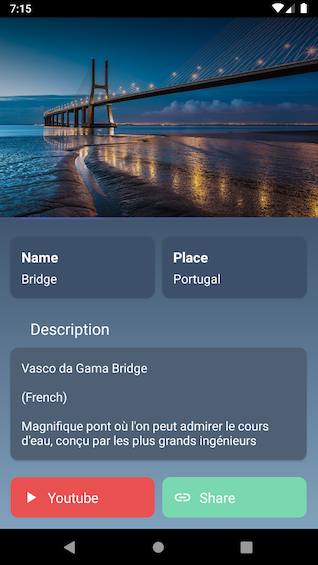 7:15
Name
Bridge
Place
Portugal
Description
Vasco da Gama Bridge
(French)
Magnifique pont où l'on peut admirer le cours
d'eau, conçu par les plus grands ingénieurs
Youtube
Share